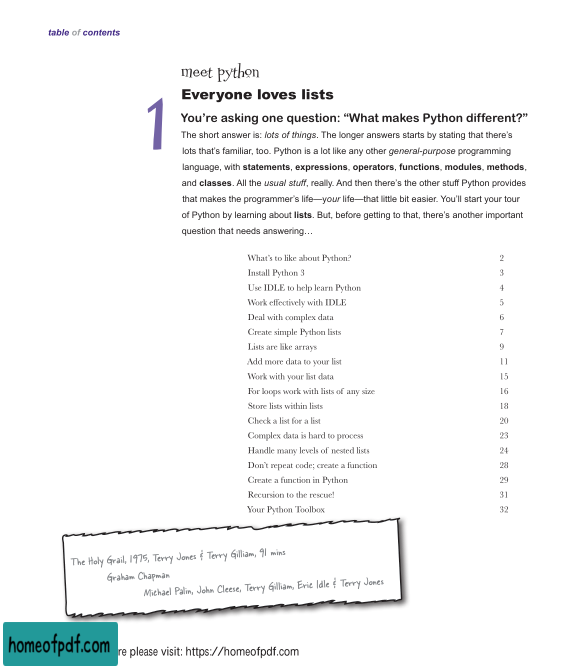 table of contents
meet python
1
Everyone loves lists
You're asking one question: “What makes Python different?”
The short answer is: lots of things. The longer answers starts by stating that there's
lots that's familiar, too. Python is a lot like any other general-purpose programming
language, with statements, expressions, operators, functions, modules, methods,
and classes. All the usual stuff, really. And then there's the other stuff Python provides
that makes the programmer's life—your life—that little bit easier. You'll start your tour
of Python by learning about lists. But, before getting to that, there's another important
question that needs answering…
What's to like about Python? 2
Install Python 3 3
Use IDLE to help learn Python 4
Work effectively with IDLE 5
Deal with complex data 6
Create simple Python lists 7
Lists are like arrays 9
Add more data to your list 11
Work with your list data 15
For loops work with lists of any size 16
Store lists within lists 18
Check a list for a list 20
Complex data is hard to process 23
Handle many levels of nested lists 24
Don't repeat code; create a function 28
Create a function in Python 29
Recursion to the rescue! 31
Your Python Toolbox 32
The Holy Grail, 1975, Terry Jones & Terry Gilliam, 91 mins
Graham Chapman
Michael Palin, John Cleese, Terry Gilliam, Eric Idle & Terry Jones
homeofpdf.com re please visit: https://homeofpdf.com